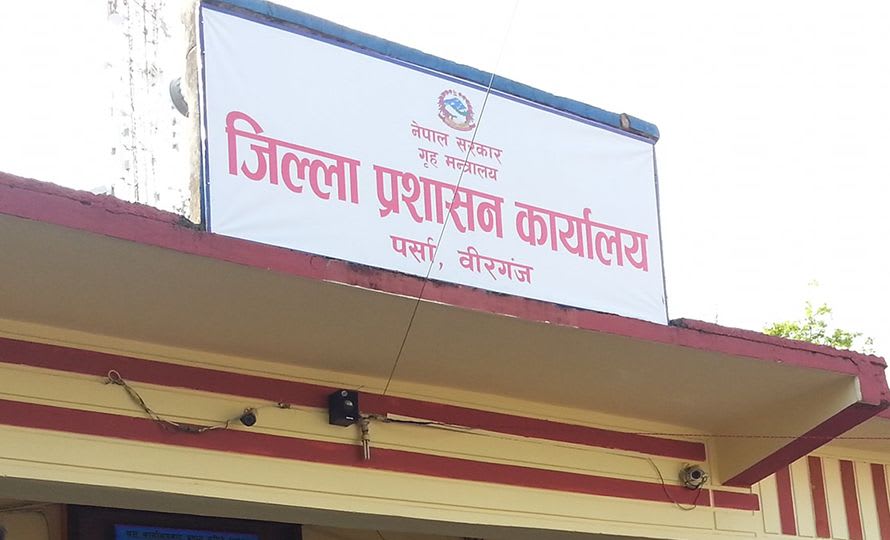 नेपाल सरकार
गृह मन्त्रालय
जिल्ला प्रशासन कार्यालय
पर्सा, वीरगंज